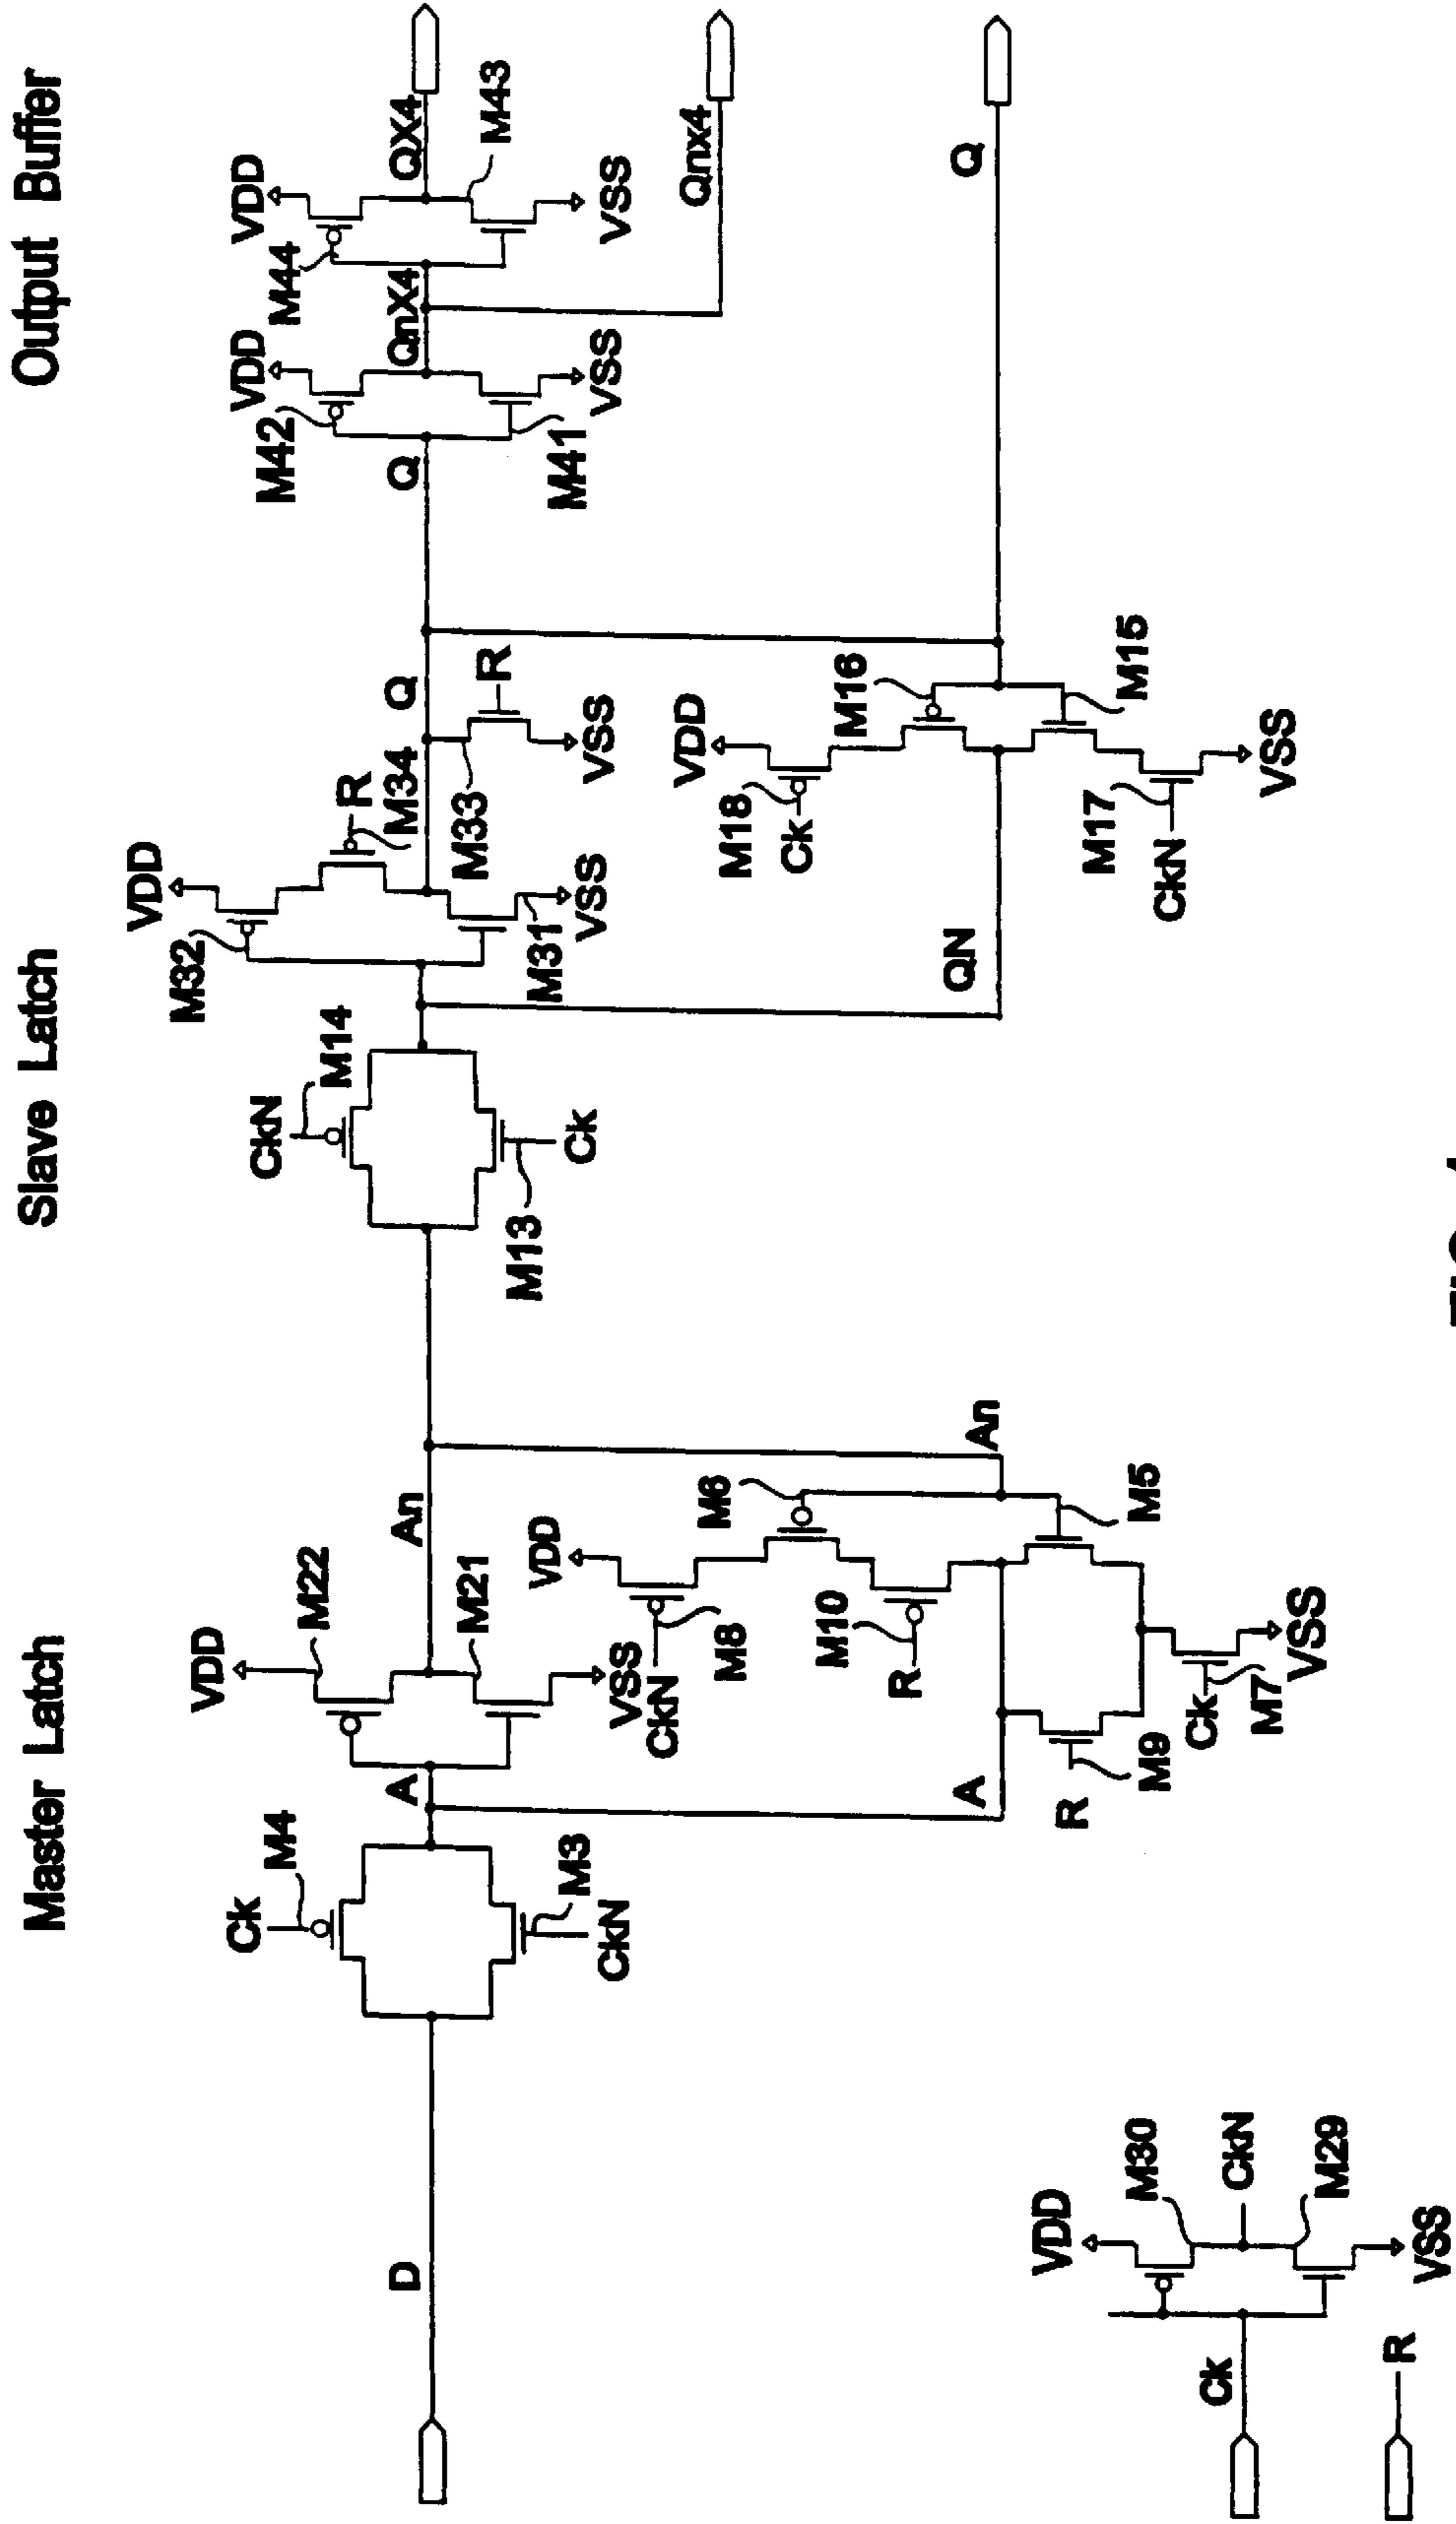 Master Latch
Slave Latch
Output Buffer
D
Ck
M4
M3
CkN
A
VDD
M22
M21
VSS
An
CkN
M14
M13
Ck
VDD
M32
R
M34
M31
VSS
Q
M33
R
VSS
Q
VDD
M42
M41
VSS
QnX4
VDD
M44
QX4
M43
VSS
Qnx4
Q
A
R
M9
VDD
CkN
M8
M6
M10
R
An
M5
Ck
M7
VSS
QN
VDD
M18
Ck
M16
M15
M17
CkN
VSS
Ck
VDD
M30
CkN
M29
VSS
R